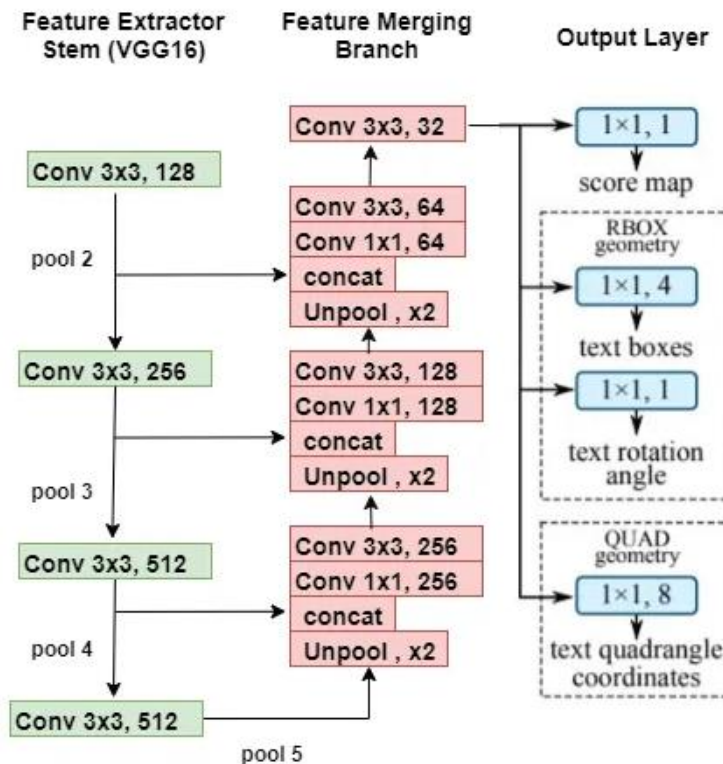 Feature Extractor
Stem (VGG16)
Conv 3x3, 128
pool 2
Conv 3x3, 256
pool 3
Conv 3x3, 512
pool 4
Conv 3x3, 512
pool 5
Feature Merging
Branch
Conv 3x3, 32
Conv 3x3, 64
Conv 1x1, 64
concat
Unpool , x2
Conv 3x3, 128
Conv 1x1, 128
concat
Unpool , x2
Conv 3x3, 256
Conv 1x1, 256
concat
Unpool , x2
Output Layer
1×1, 1
score map
RBOX
geometry
1×1, 4
text boxes
1×1, 1
text rotation
angle
QUAD
geometry
1×1, 8
text quadrangle
coordinates